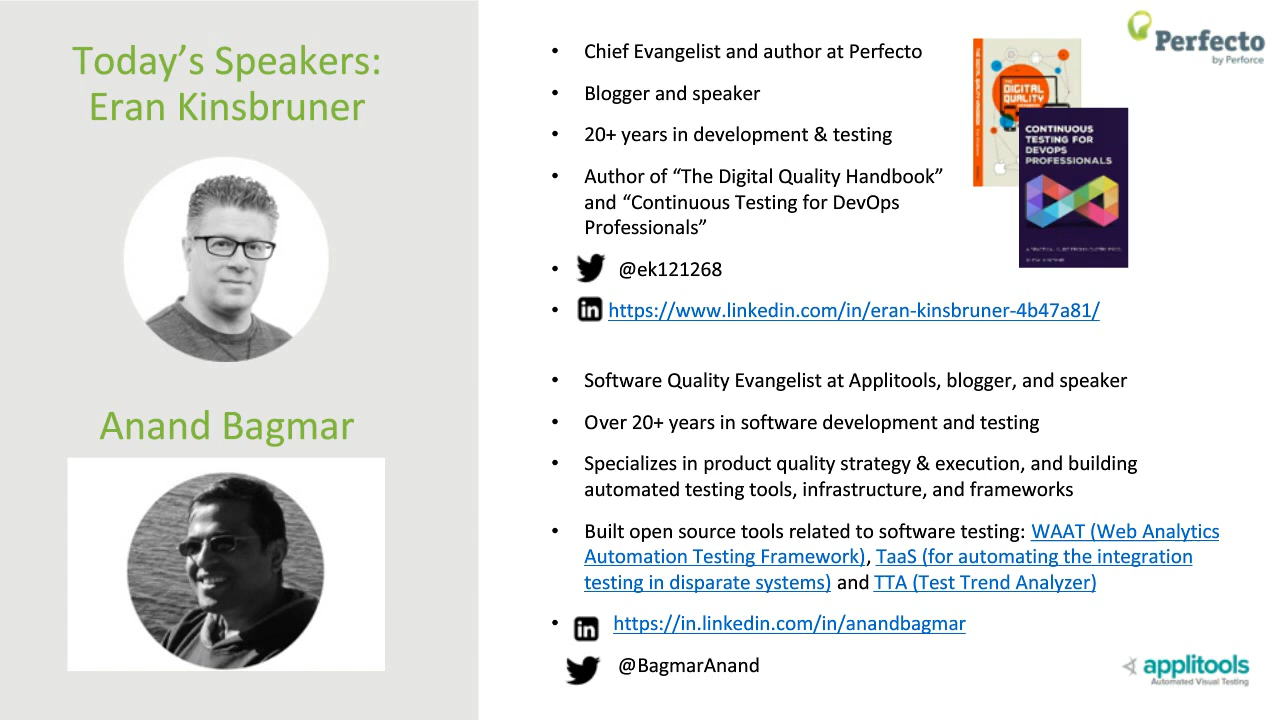 Today's Speakers:
Eran Kinsbruner
Anand Bagmar
• Chief Evangelist and author at Perfecto
• Blogger and speaker
• 20+ years in development & testing
• Author of “The Digital Quality Handbook”
and “Continuous Testing for DevOps
Professionals”
• @ek121268
• in https://www.linkedin.com/in/eran-kinsbruner-4b47a81/
Perfecto
by Perforce
THE
DIGITAL
QUALITY
CONTINUOUS
TESTING FOR
DEVOPS
PROFESSIONALS
• Software Quality Evangelist at Applitools, blogger, and speaker
• Over 20+ years in software development and testing
• Specializes in product quality strategy & execution, and building
automated testing tools, infrastructure, and frameworks
• Built open source tools related to software testing: WAAT (Web Analytics
Automation Testing Framework), TaaS (for automating the integration
testing in disparate systems) and TTA (Test Trend Analyzer)
• in https://in.linkedin.com/in/anandbagmar
@BagmarAnand
applitools
Automated Visual Testing